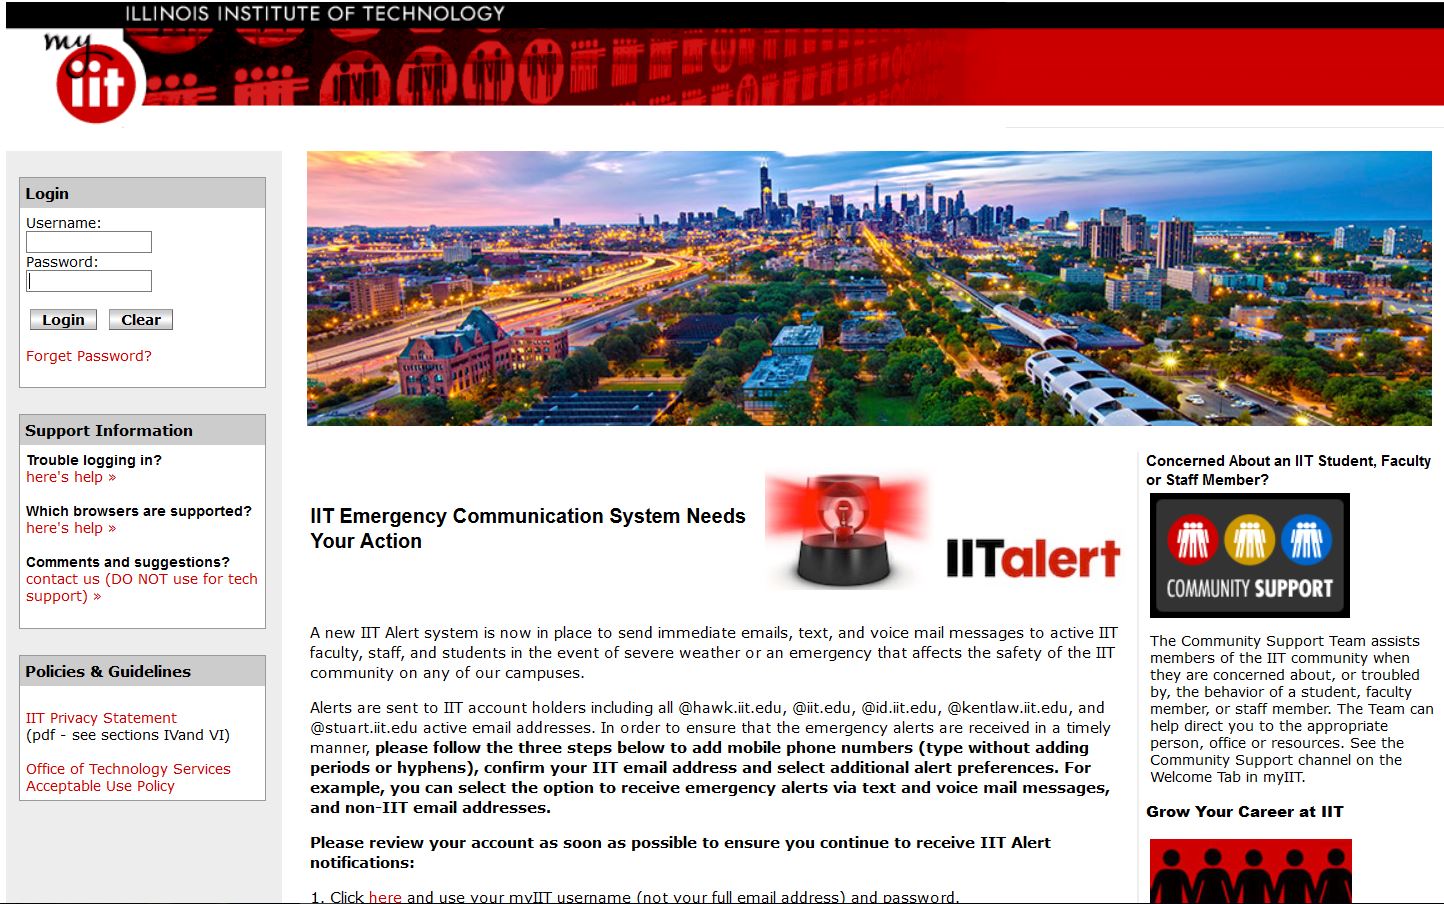 ILLINOIS INSTITUTE OF TECHNOLOGY
my
iit
Login
Username:
Password:
Login
Clear
Forget Password?
Support Information
Trouble logging in?
here's help »
Which browsers are supported?
here's help »
Comments and suggestions?
contact us (DO NOT use for tech
support) »
Policies & Guidelines
IIT Privacy Statement
(pdf - see sections IVand VI)
Office of Technology Services
Acceptable Use Policy
IIT Emergency Communication System Needs
Your Action
IITalert
A new IIT Alert system is now in place to send immediate emails, text, and voice mail messages to active IIT
faculty, staff, and students in the event of severe weather or an emergency that affects the safety of the IIT
community on any of our campuses.
Alerts are sent to IIT account holders including all @hawk.iit.edu, @iit.edu, @id.iit.edu, @kentlaw.iit.edu, and
@stuart.iit.edu active email addresses. In order to ensure that the emergency alerts are received in a timely
manner, please follow the three steps below to add mobile phone numbers (type without adding
periods or hyphens), confirm your IIT email address and select additional alert preferences. For
example, you can select the option to receive emergency alerts via text and voice mail messages,
and non-IIT email addresses.
Please review your account as soon as possible to ensure you continue to receive IIT Alert
notifications:
1. Click here and use your myIIT username (not your full email address) and password.
Concerned About an IIT Student, Faculty
or Staff Member?
COMMUNITY SUPPORT
The Community Support Team assists
members of the IIT community when
they are concerned about, or troubled
by, the behavior of a student, faculty
member, or staff member. The Team can
help direct you to the appropriate
person, office or resources. See the
Community Support channel on the
Welcome Tab in myIIT.
Grow Your Career at IIT